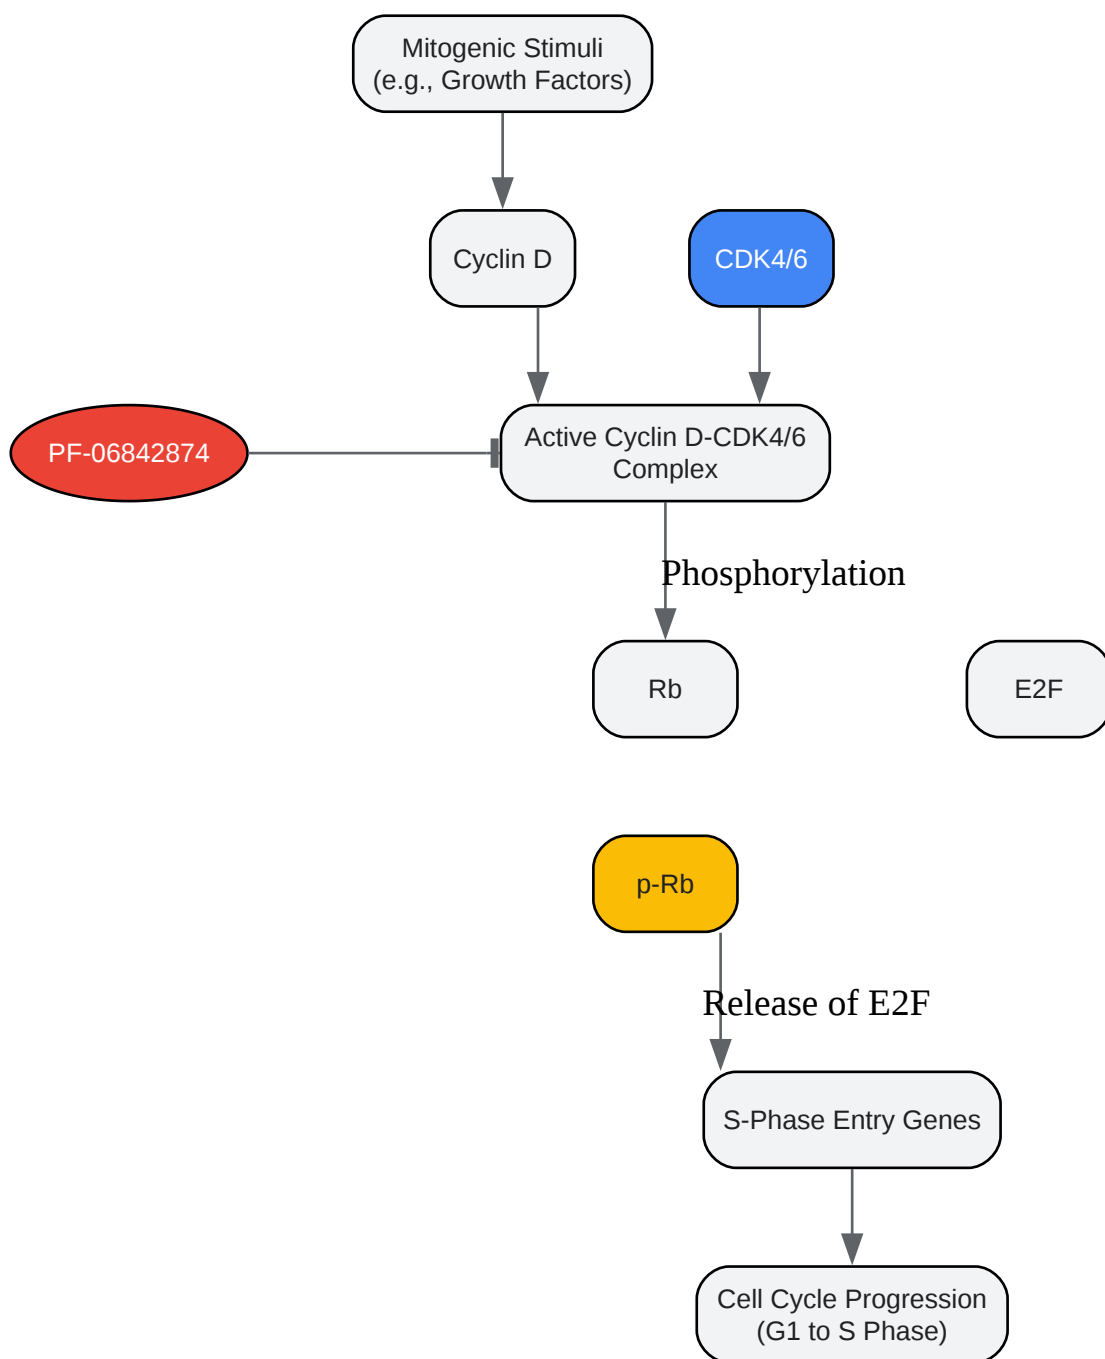 Mitogenic Stimuli
(e.g., Growth Factors)
Cyclin D
CDK4/6
PF-06842874
Active Cyclin D-CDK4/6
Complex
Phosphorylation
Rb
E2F
p-Rb
Release of E2F
S-Phase Entry Genes
Cell Cycle Progression
(G1 to S Phase)